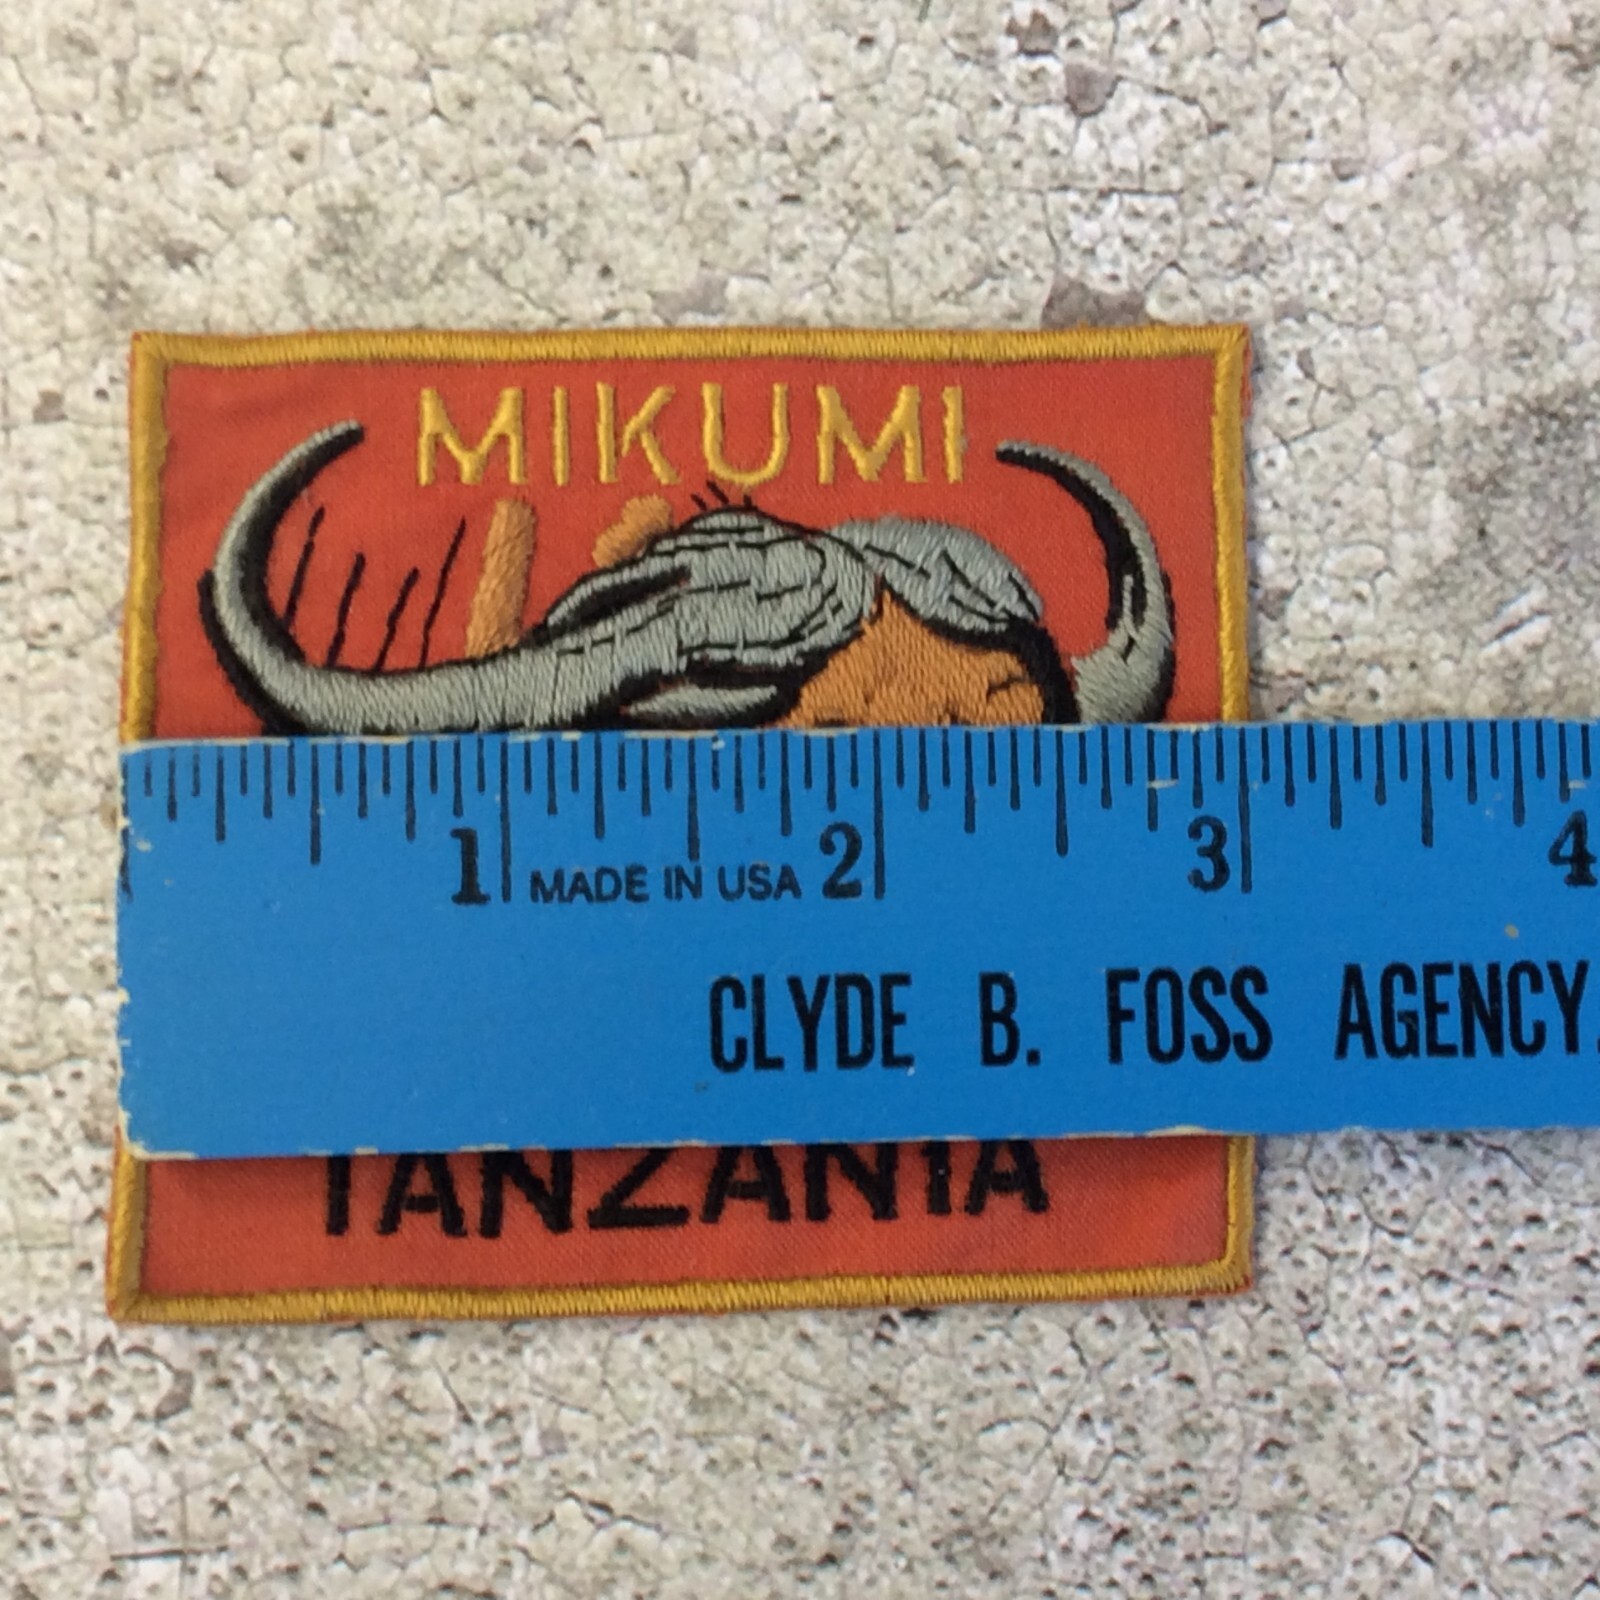 MIKUMI
1 2 3 4
MADE IN USA
CLYDE B. FOSS AGENCY,
TANZANIA